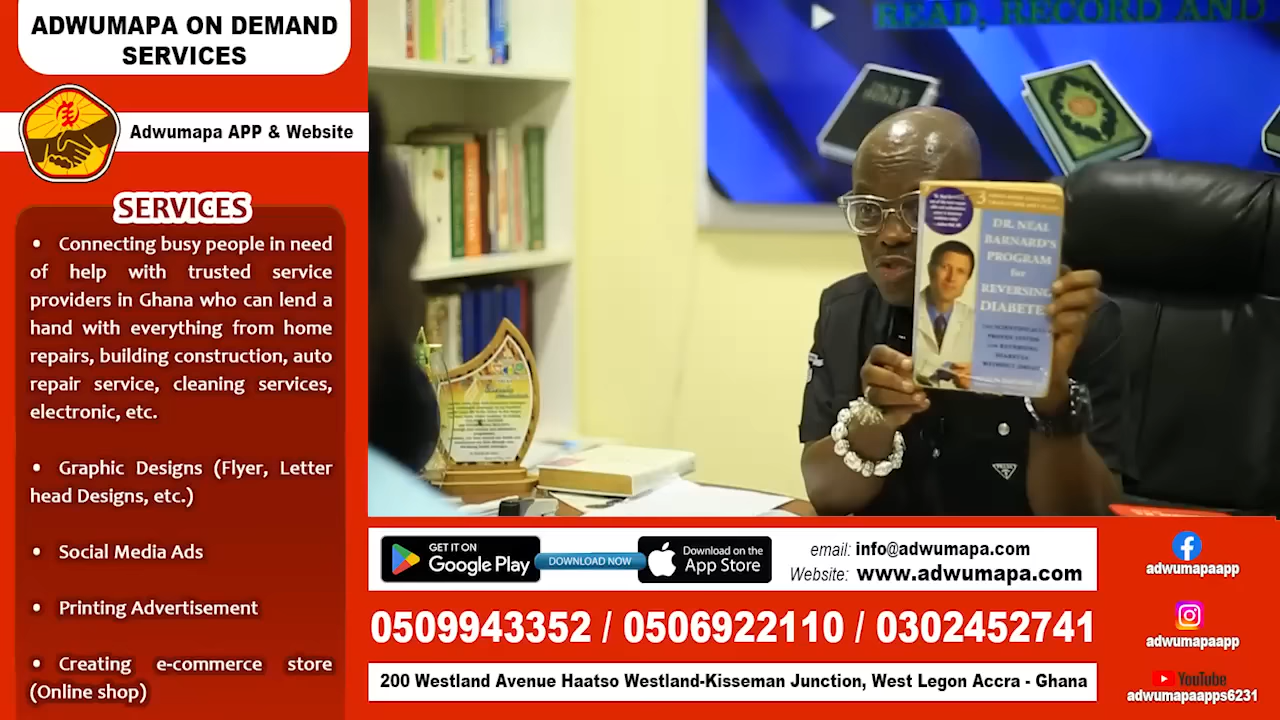 ADWUMAPA ON DEMAND
SERVICES
Adwumapa APP & Website
SERVICES
• Connecting busy people in need
of help with trusted service
providers in Ghana who can lend a
hand with everything from home
repairs, building construction, auto
repair service, cleaning services,
electronic, etc.
• Graphic Designs (Flyer, Letter
head Designs, etc.)
• Social Media Ads
• Printing Advertisement
• Creating e-commerce store
(Online shop)
READ, RECORD AND
DR. NEAL
BARNARD'S
PROGRAM
for
REVERSING
DIABETES
PRADA
GET IT ON
Google Play
DOWNLOAD NOW
Download on the
App Store
email: info@adwumapa.com
Website: www.adwumapa.com
0509943352 / 0506922110 / 0302452741
200 Westland Avenue Haatso Westland-Kisseman Junction, West Legon Accra - Ghana
adwumapaapp
adwumapaapp
YouTube
adwumapaapps6231